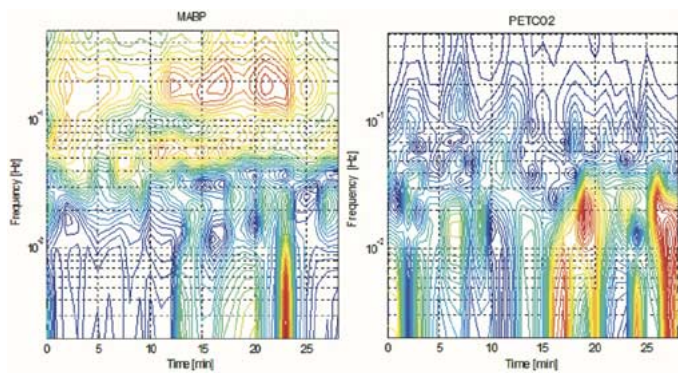 MABP
Frequency [Hz]
10⁻¹
10⁻²
0 5 10 15 20 25
Time [min]
PETCO2
Frequency [Hz]
10⁻¹
10⁻²
0 5 10 15 20 25
Time [min]